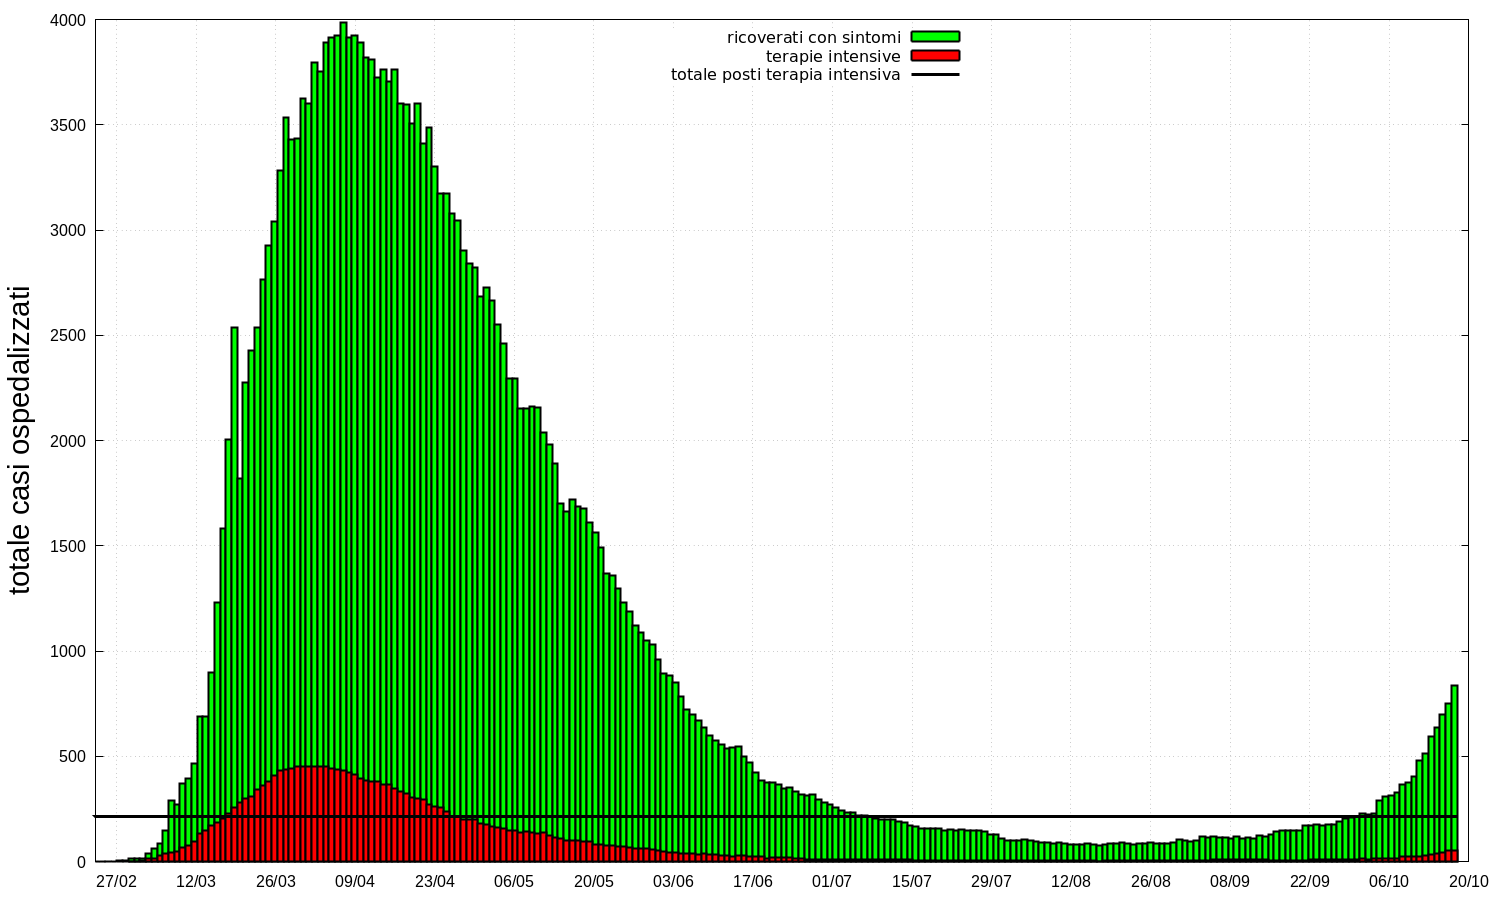 ricoverati con sintomi
terapie intensive
totale posti terapia intensiva
totale casi ospedalizzati
4000
3500
3000
2500
2000
1500
1000
500
0
27/02 12/03 26/03 09/04 23/04 06/05 20/05 03/06 17/06 01/07 15/07 29/07 12/08 26/08 08/09 22/09 06/10 20/10